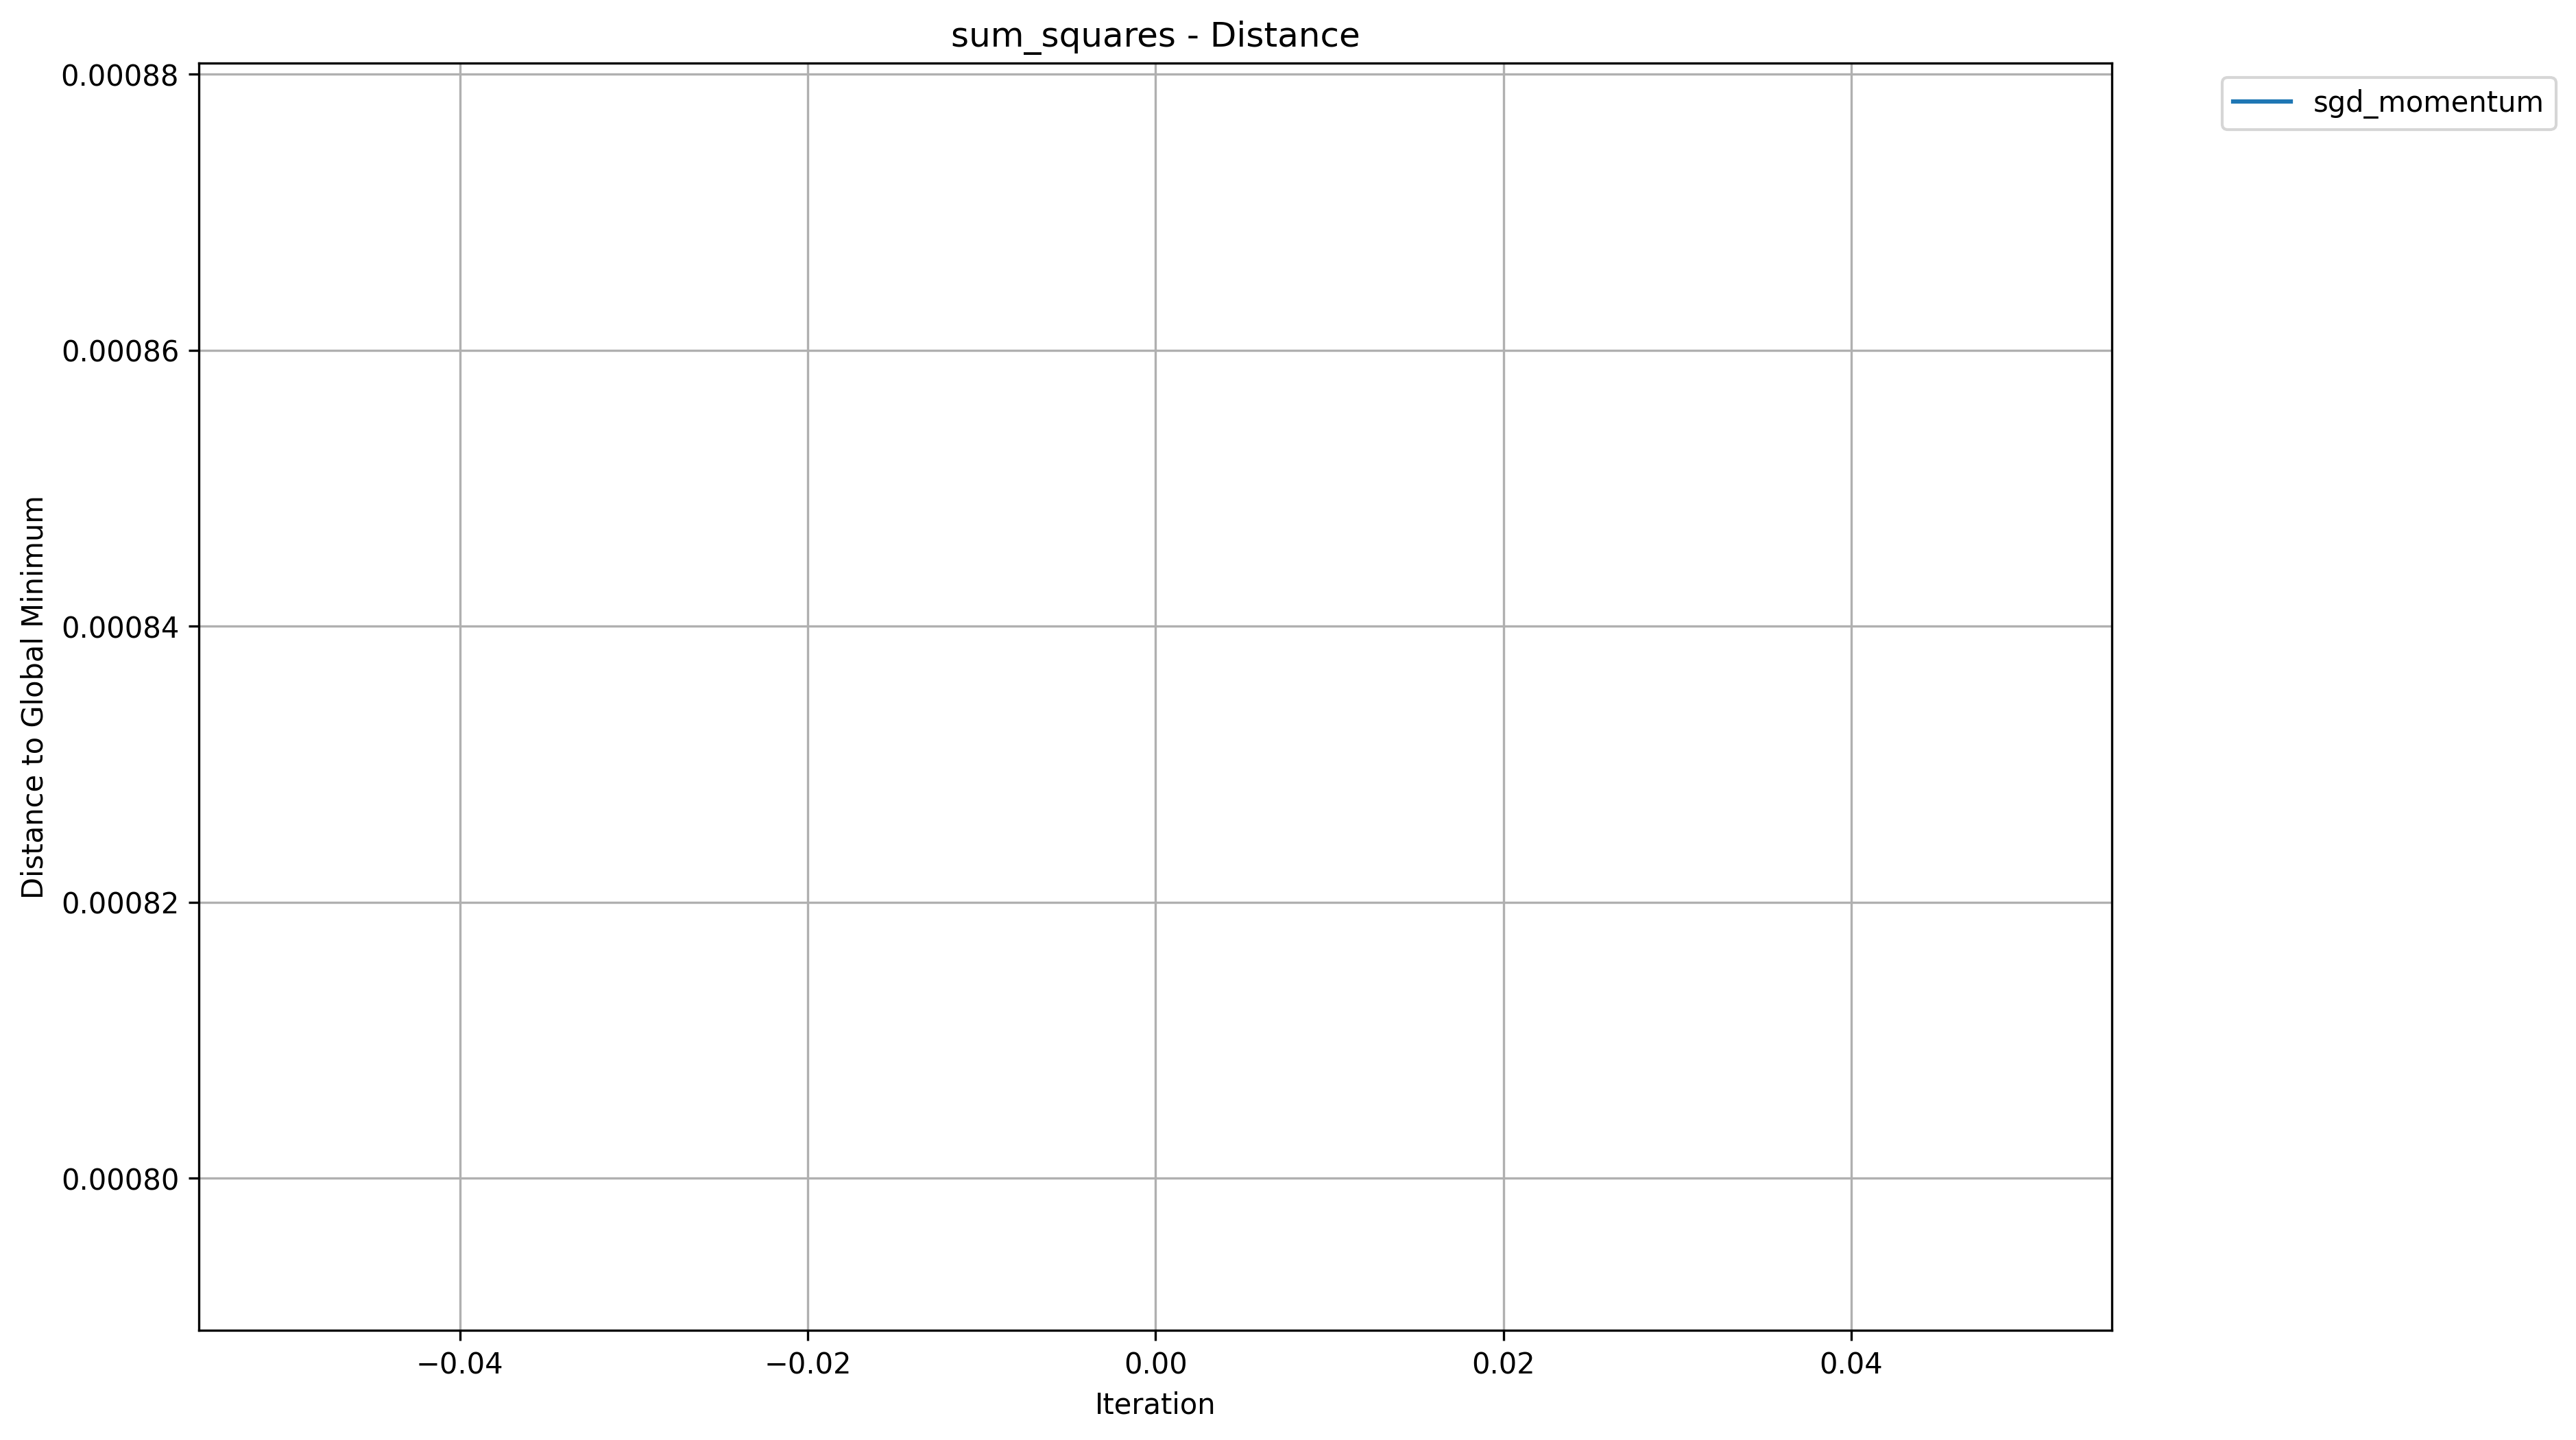 sum_squares - Distance
sgd_momentum
Distance to Global Minimum
0.00088
0.00086
0.00084
0.00082
0.00080
−0.04
−0.02
0.00
0.02
0.04
Iteration